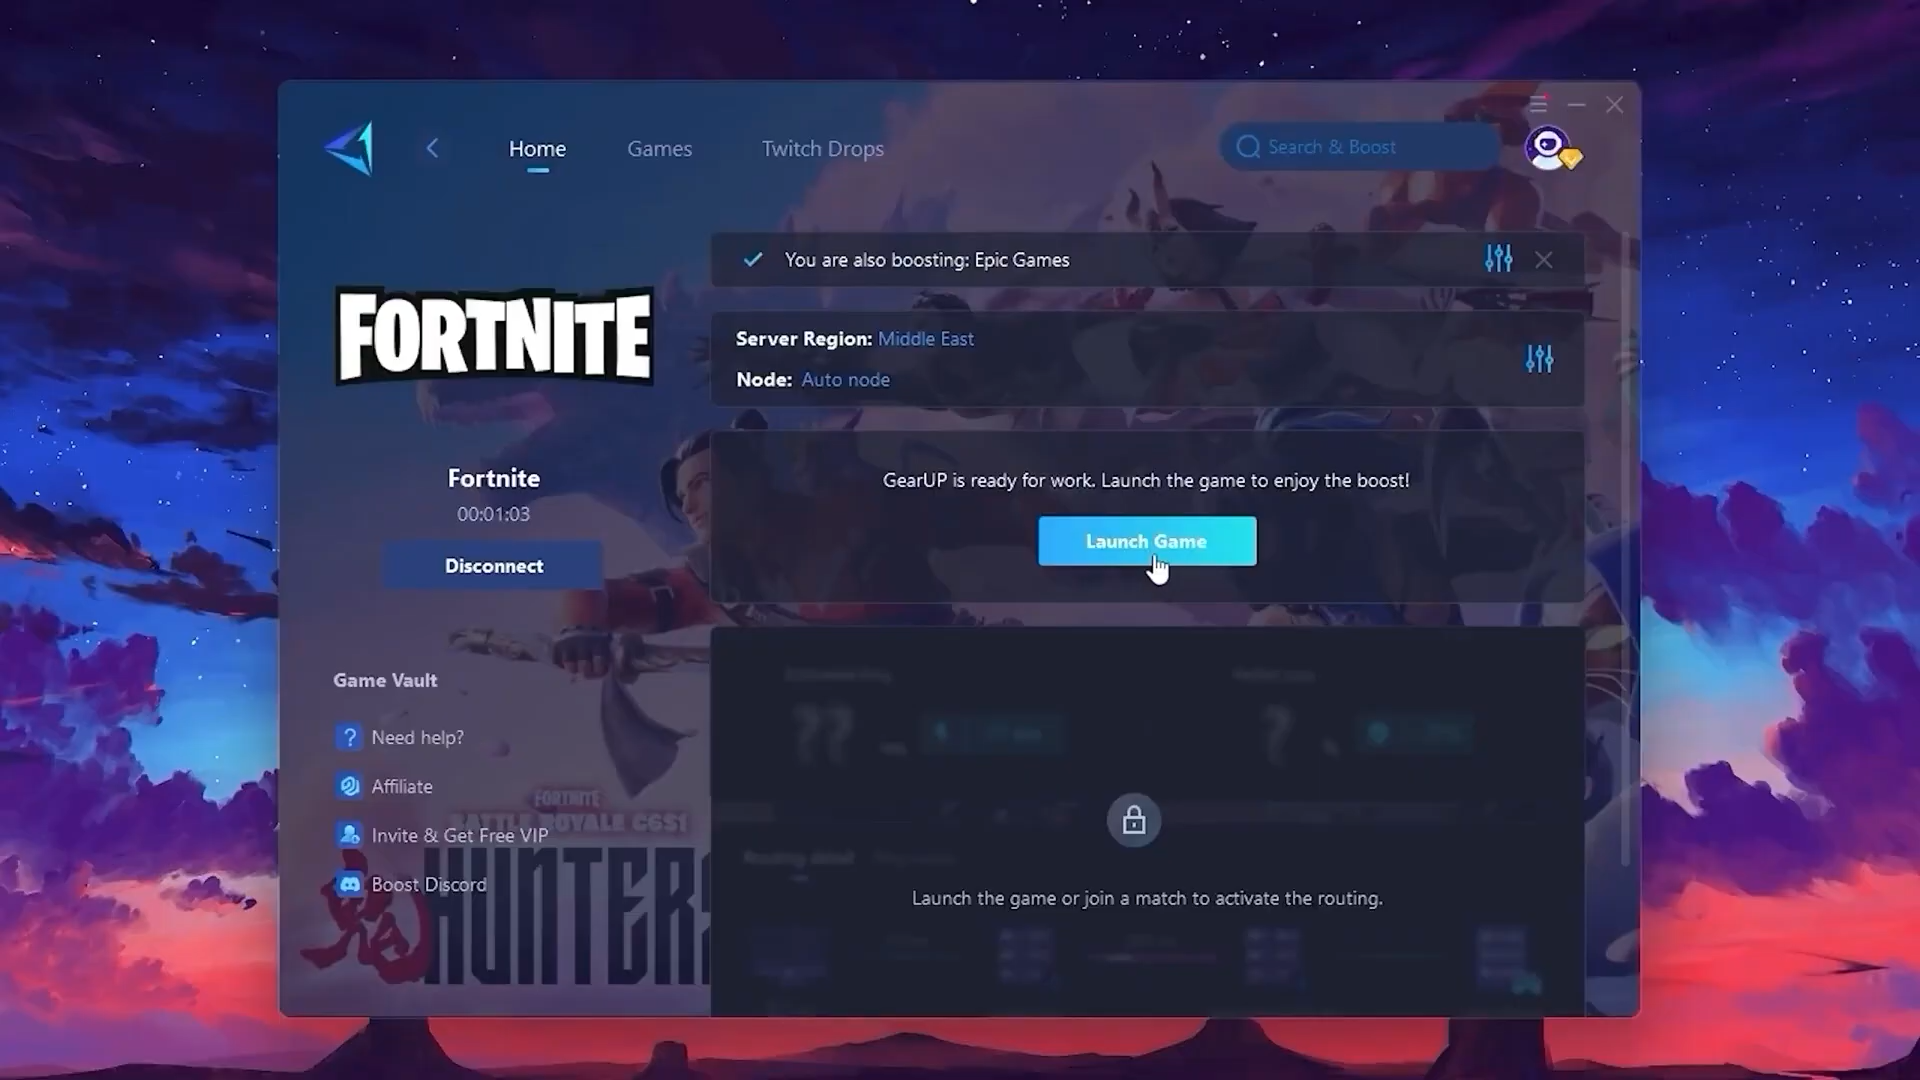 Home
Games
Twitch Drops
Search & Boost
You are also boosting: Epic Games
FORTNITE
Server Region: Middle East
Node: Auto node
Fortnite
00:01:03
Disconnect
GearUP is ready for work. Launch the game to enjoy the boost!
Launch Game
Game Vault
Need help?
Affiliate
Invite & Get Free VIP
Boost Discord
FORTNITE
BATTLE ROYALE C6S1
HUNTERS
鬼
Launch the game or join a match to activate the routing.